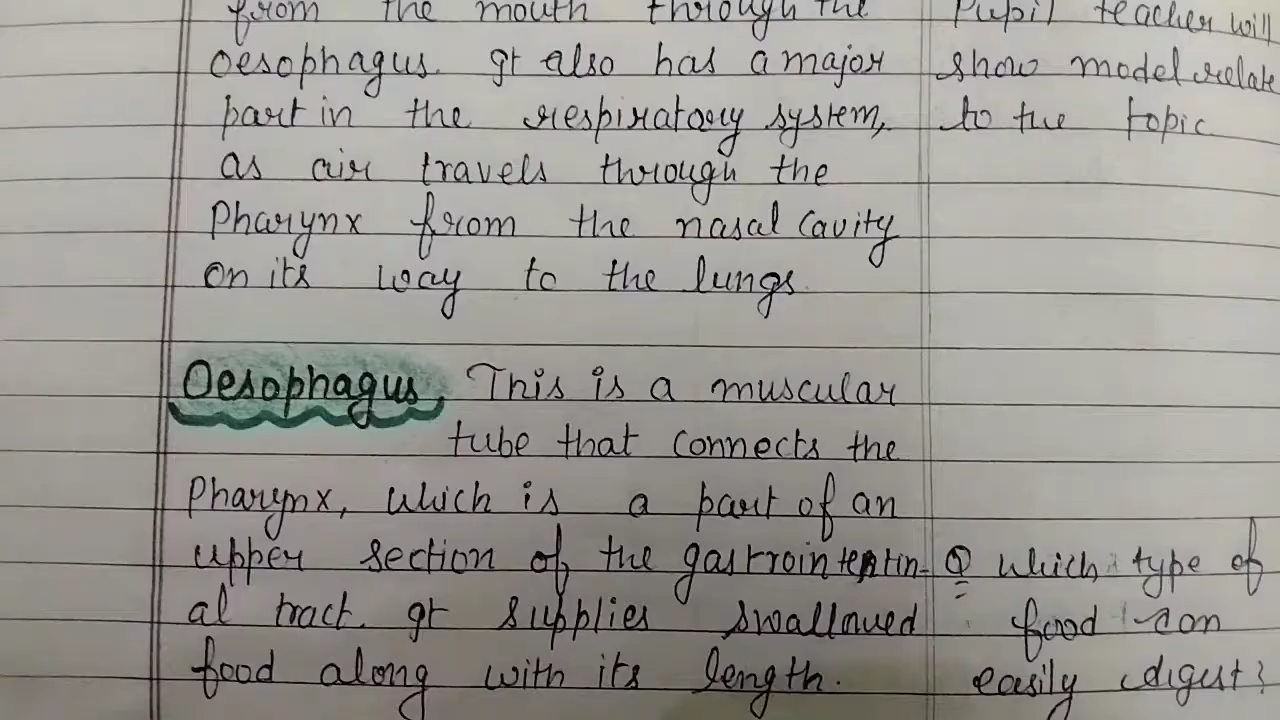 from the mouth through the
oesophagus. It also has a major
part in the respiratory system,
as air travels through the
Pharynx from the nasal cavity
on its way to the lungs.
Oesophagus, This is a muscular
tube that connects the
Pharynx, which is a part of an
upper section of the gastrointestin-
al tract. It supplies swallowed
food along with its length.
Pupil teacher will
show model relate
to the topic
Q which type of
food can
easily digest?